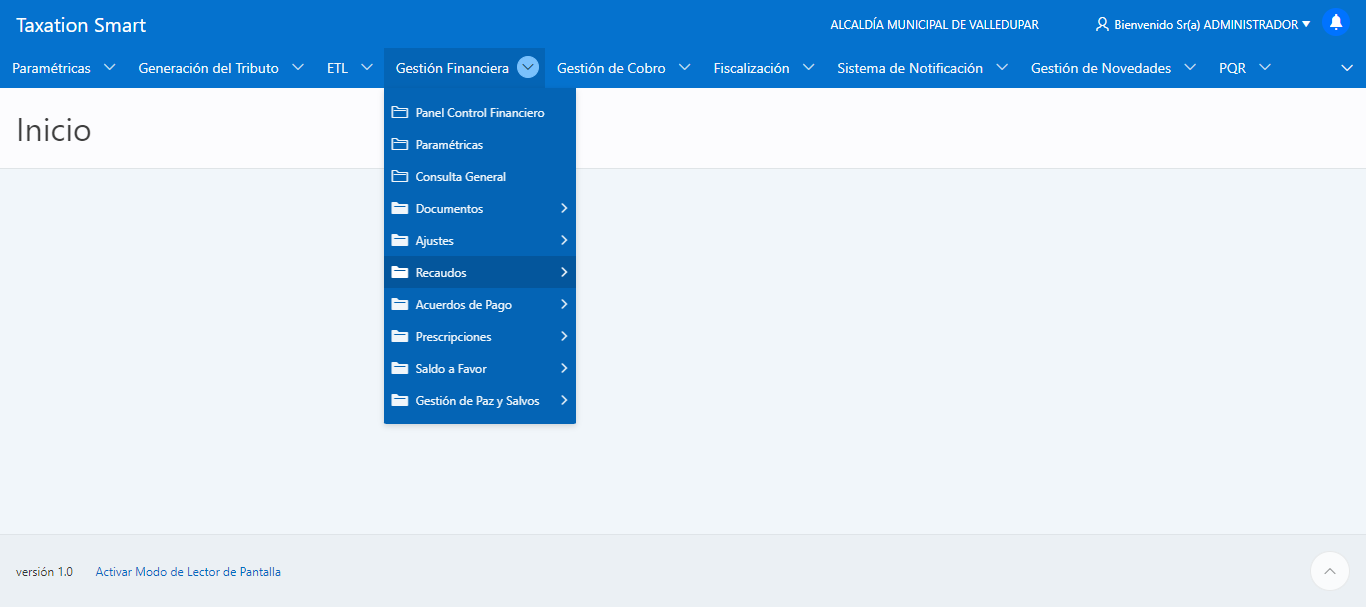 Taxation Smart
ALCALDÍA MUNICIPAL DE VALLEDUPAR
Bienvenido Sr(a) ADMINISTRADOR
Paramétricas
Generación del Tributo
ETL
Gestión Financiera
Gestión de Cobro
Fiscalización
Sistema de Notificación
Gestión de Novedades
PQR
Panel Control Financiero
Paramétricas
Consulta General
Documentos
Ajustes
Recaudos
Acuerdos de Pago
Prescripciones
Saldo a Favor
Gestión de Paz y Salvos
Inicio
versión 1.0
Activar Modo de Lector de Pantalla